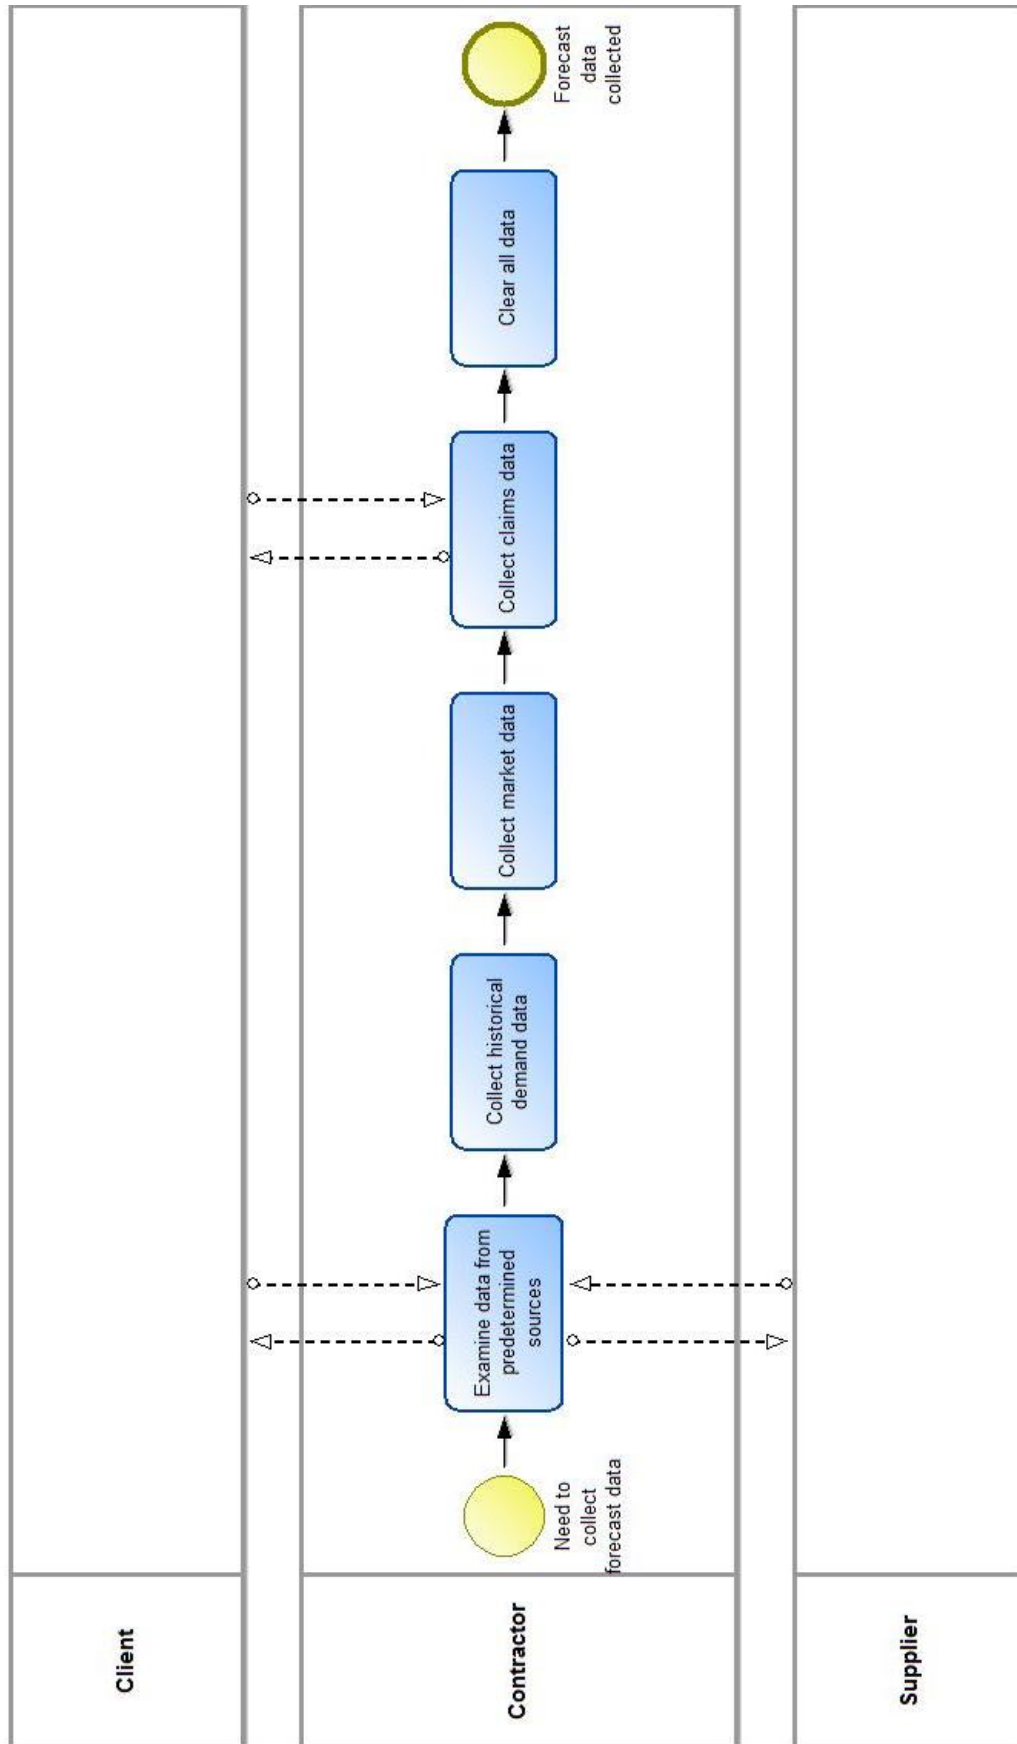 Client
Contractor
Need to
collect
forecast data
Examine data from
predetermined
sources
Collect historical
demand data
Collect market data
Collect claims data
Clear all data
Forecast
data
collected
Supplier